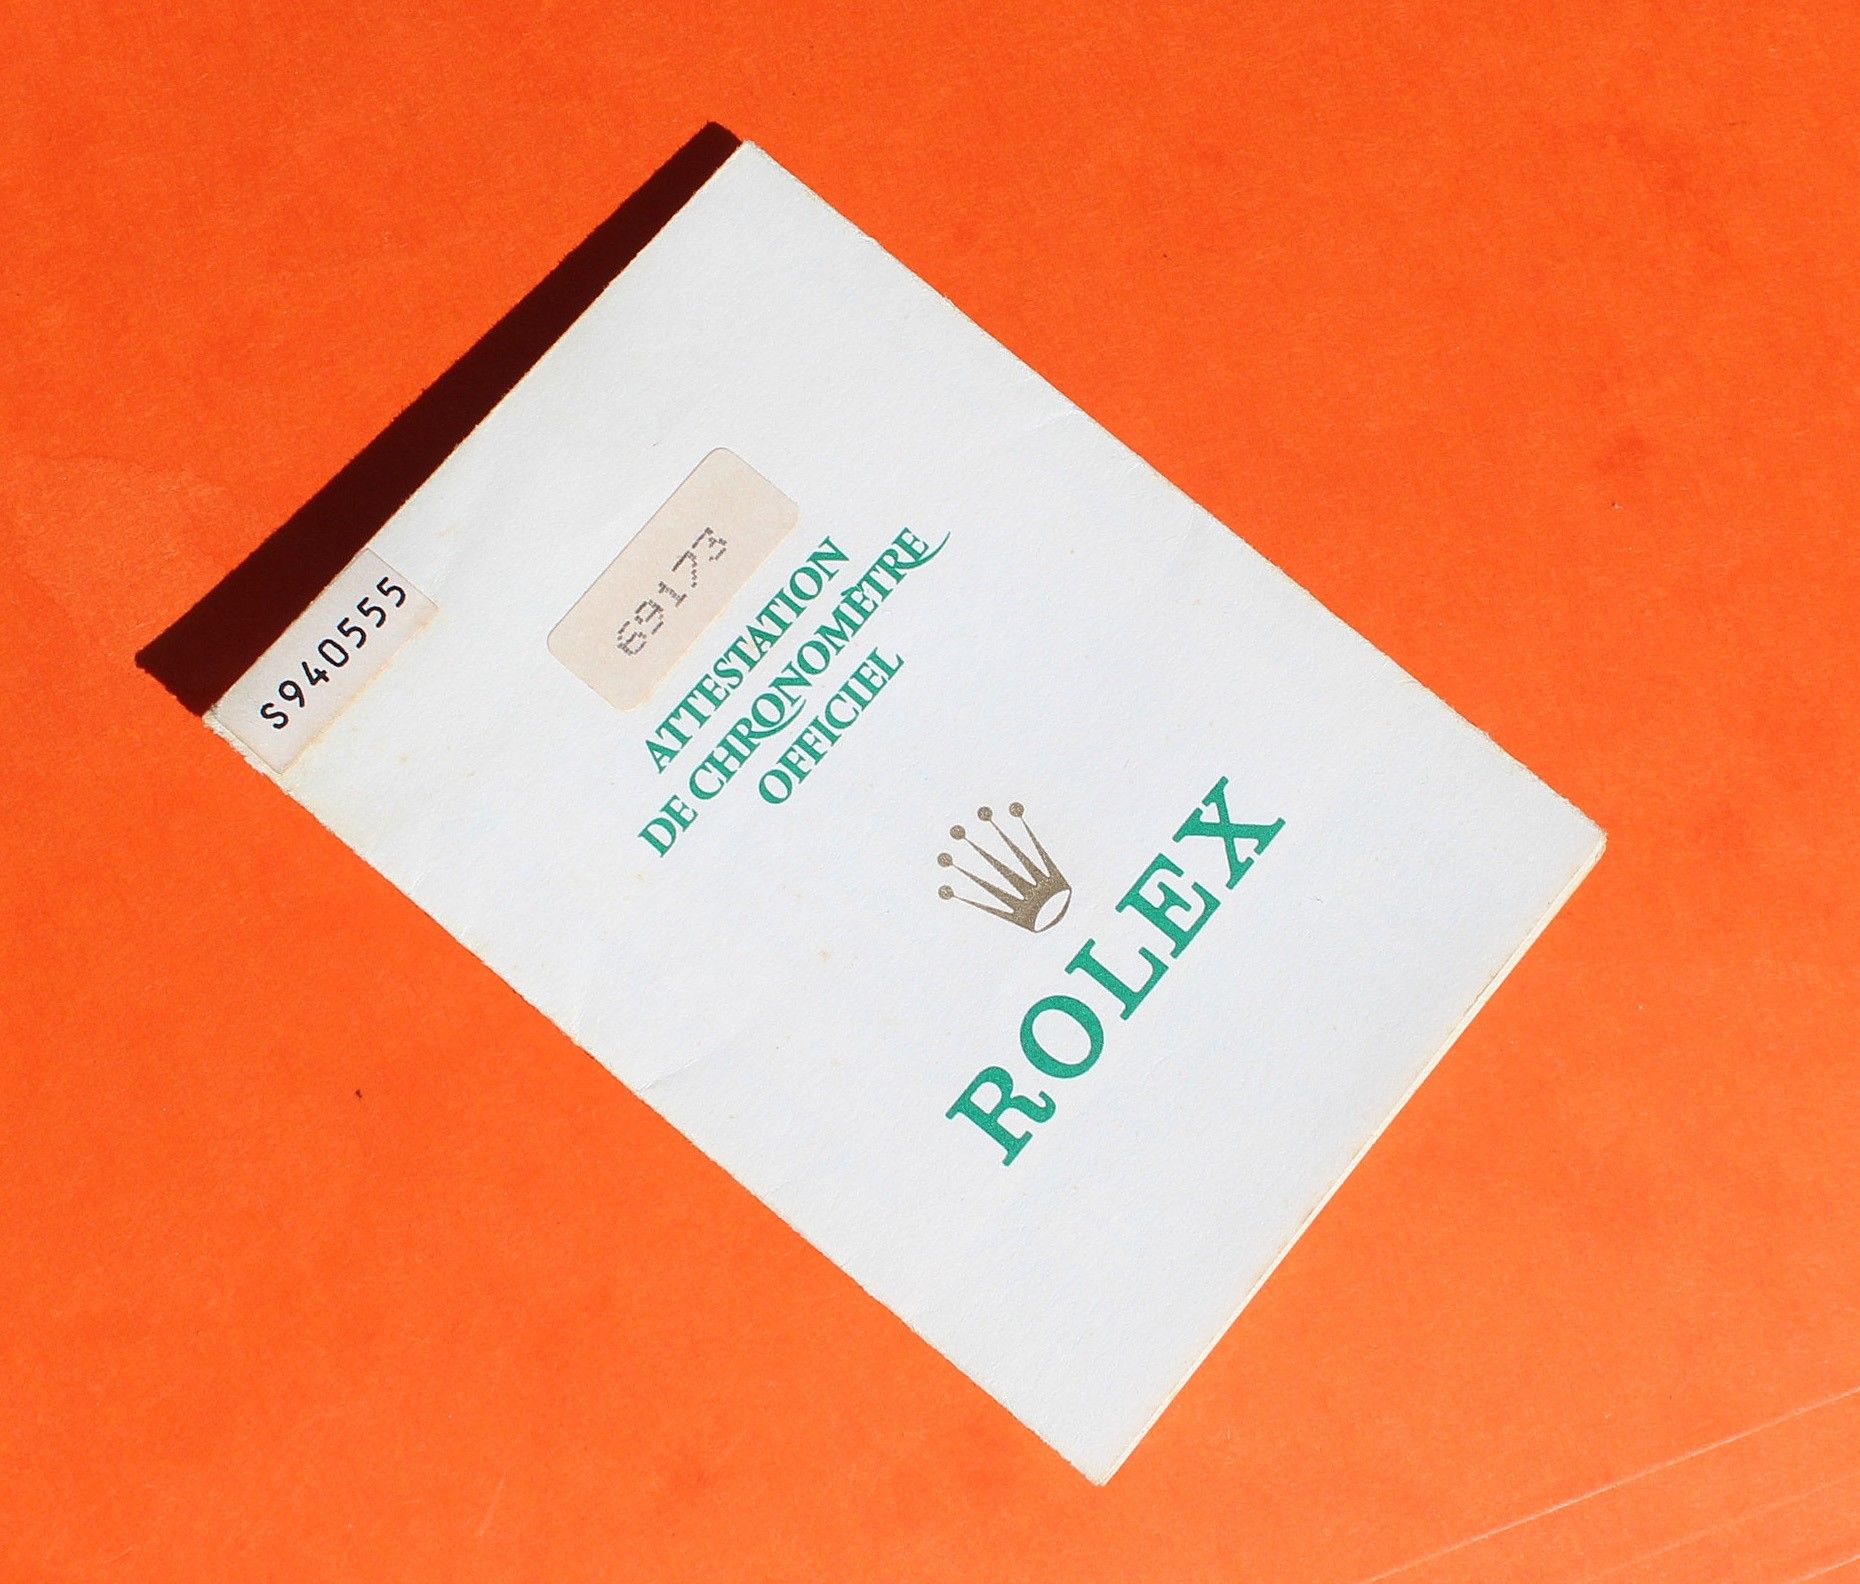 S940555
69173
ATTESTATION
DE CHRONOMÈTRE
OFFICIEL
ROLEX